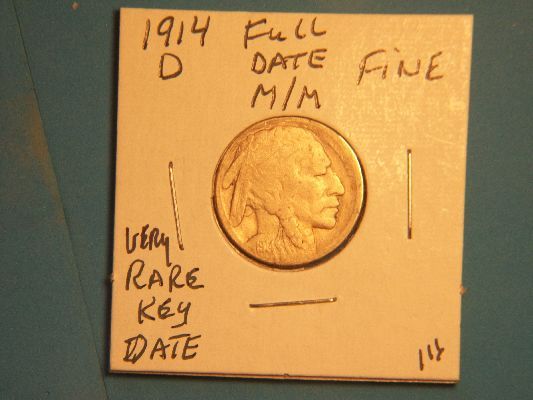 1914 FULL
D DATE FINE
M/M
VERY
RARE
KEY
DATE